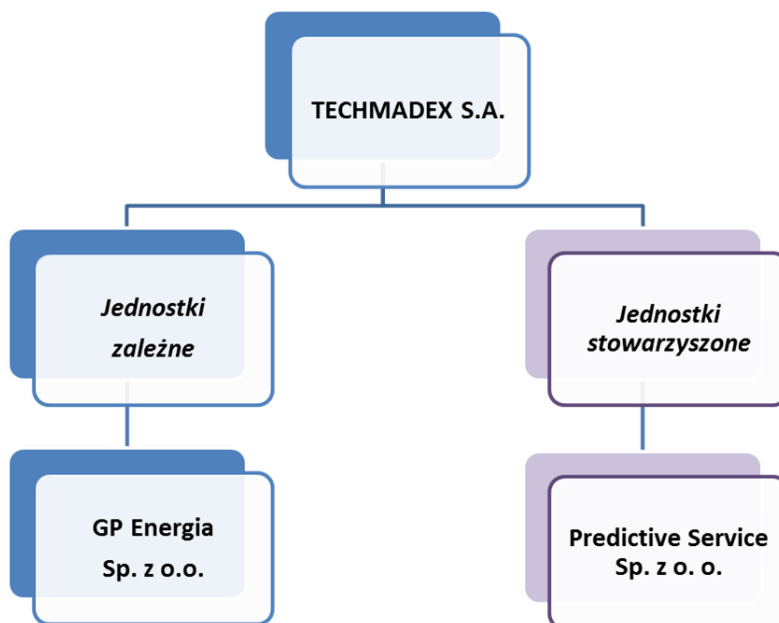 TECHMADEX S.A.
Jednostki
zależne
Jednostki
stowarzyszone
GP Energia
Sp. z o.o.
Predictive Service
Sp. z o. o.